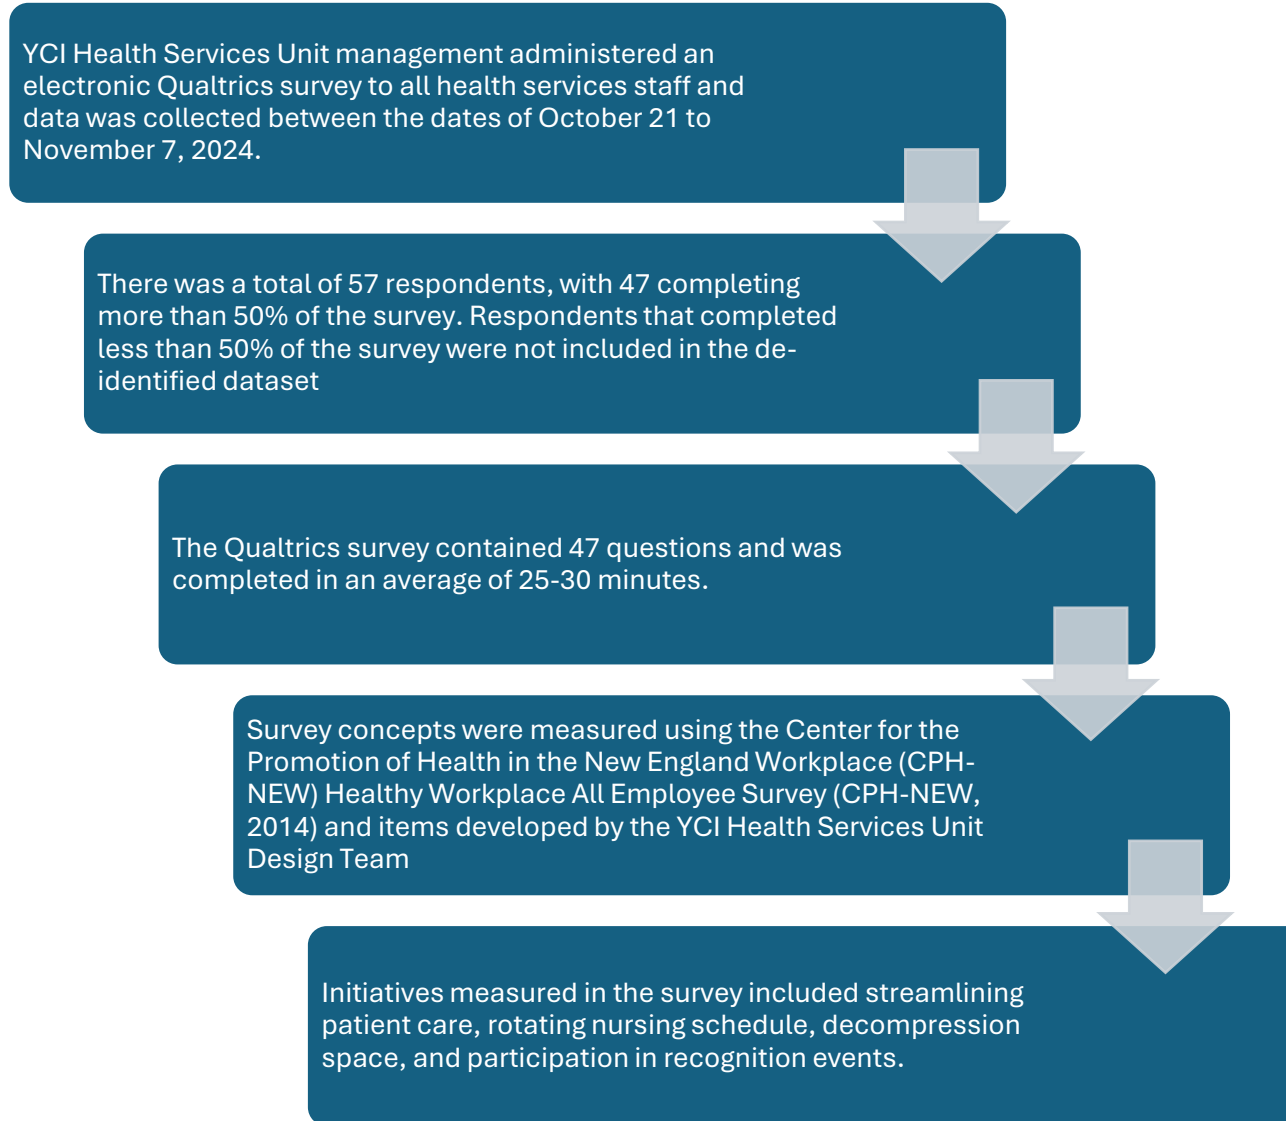 YCI Health Services Unit management administered an
electronic Qualtrics survey to all health services staff and
data was collected between the dates of October 21 to
November 7, 2024.
There was a total of 57 respondents, with 47 completing
more than 50% of the survey. Respondents that completed
less than 50% of the survey were not included in the de-
identified dataset
The Qualtrics survey contained 47 questions and was
completed in an average of 25-30 minutes.
Survey concepts were measured using the Center for the
Promotion of Health in the New England Workplace (CPH-
NEW) Healthy Workplace All Employee Survey (CPH-NEW,
2014) and items developed by the YCI Health Services Unit
Design Team
Initiatives measured in the survey included streamlining
patient care, rotating nursing schedule, decompression
space, and participation in recognition events.